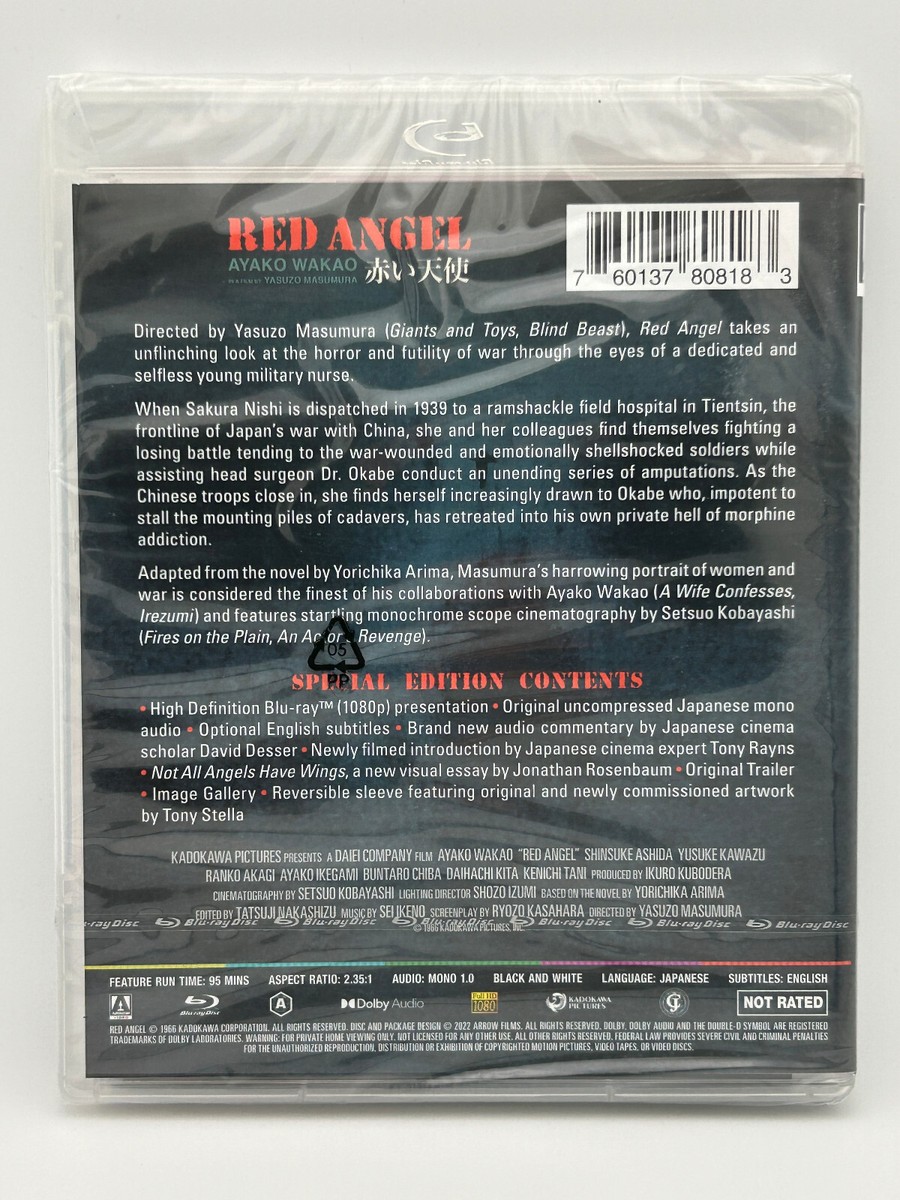 Blu-ray Disc
RED ANGEL
AYAKO WAKAO 赤い天使
YASUZO MASUMURA
7 60137 80818 3
Directed by Yasuzo Masumura (Giants and Toys, Blind Beast), Red Angel takes an
unflinching look at the horror and futility of war through the eyes of a dedicated and
selfless young military nurse.
When Sakura Nishi is dispatched in 1939 to a ramshackle field hospital in Tientsin, the
frontline of Japan's war with China, she and her colleagues find themselves fighting a
losing battle tending to the war-wounded and emotionally shellshocked soldiers while
assisting head surgeon Dr. Okabe conduct an unending series of amputations. As the
Chinese troops close in, she finds herself increasingly drawn to Okabe who, impotent to
stall the mounting piles of cadavers, has retreated into his own private hell of morphine
addiction.
Adapted from the novel by Yorichika Arima, Masumura's harrowing portrait of women and
war is considered the finest of his collaborations with Ayako Wakao (A Wife Confesses,
Irezumi) and features startling monochrome scope cinematography by Setsuo Kobayashi
(Fires on the Plain, An Actor's Revenge).
05
PP
SPECIAL EDITION CONTENTS
• High Definition Blu-ray™ (1080p) presentation • Original uncompressed Japanese mono
audio • Optional English subtitles • Brand new audio commentary by Japanese cinema
scholar David Desser • Newly filmed introduction by Japanese cinema expert Tony Rayns
• Not All Angels Have Wings, a new visual essay by Jonathan Rosenbaum • Original Trailer
• Image Gallery • Reversible sleeve featuring original and newly commissioned artwork
by Tony Stella
KADOKAWA PICTURES PRESENTS A DAIEI COMPANY FILM AYAKO WAKAO "RED ANGEL" SHINSUKE ASHIDA YUSUKE KAWAZU
RANKO AKAGI AYAKO IKEGAMI BUNTARO CHIBA DAIHACHI KITA KENICHI TANI PRODUCED BY IKURO KUBODERA
CINEMATOGRAPHY BY SETSUO KOBAYASHI LIGHTING DIRECTOR SHOZO IZUMI BASED ON THE NOVEL BY YORICHIKA ARIMA
EDITED BY TATSUJI NAKASHIZU MUSIC BY SEI IKENO SCREENPLAY BY RYOZO KASAHARA DIRECTED BY YASUZO MASUMURA
u-ray Disc Blu-ray Disc Blu-ray Disc Blu-ray Disc Blu-ray Disc Blu-ray Disc Blu-ray Disc Blu-ray Disc
© 1966 KADOKAWA PICTURES, INC.
FEATURE RUN TIME: 95 MINS ASPECT RATIO: 2.35:1 AUDIO: MONO 1.0 BLACK AND WHITE LANGUAGE: JAPANESE SUBTITLES: ENGLISH
ARROW Blu-ray Disc A Dolby Audio Full HD 1080 KADOKAWA PICTURES NOT RATED
RED ANGEL © 1966 KADOKAWA CORPORATION. ALL RIGHTS RESERVED. DISC AND PACKAGE DESIGN © 2022 ARROW FILMS. ALL RIGHTS RESERVED. DOLBY, DOLBY AUDIO AND THE DOUBLE-D SYMBOL ARE REGISTERED
TRADEMARKS OF DOLBY LABORATORIES. WARNING: FOR PRIVATE HOME VIEWING ONLY. NOT LICENSED FOR ANY OTHER USE. ALL OTHER RIGHTS RESERVED. FEDERAL LAW PROVIDES SEVERE CIVIL AND CRIMINAL PENALTIES
FOR THE UNAUTHORIZED REPRODUCTION, DISTRIBUTION OR EXHIBITION OF COPYRIGHTED MOTION PICTURES, VIDEO TAPES, OR VIDEO DISCS.